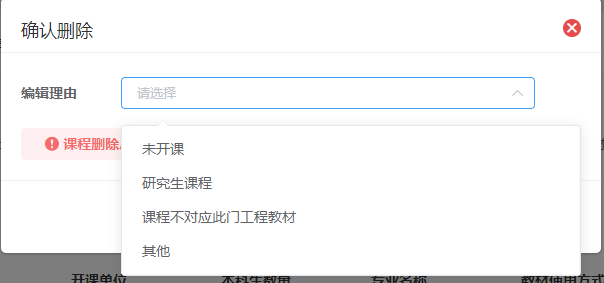 确认删除
编辑理由
请选择
课程删除
未开课
研究生课程
课程不对应此门工程教材
其他
开课单位 本科生数量 专业名称 教材使用方式